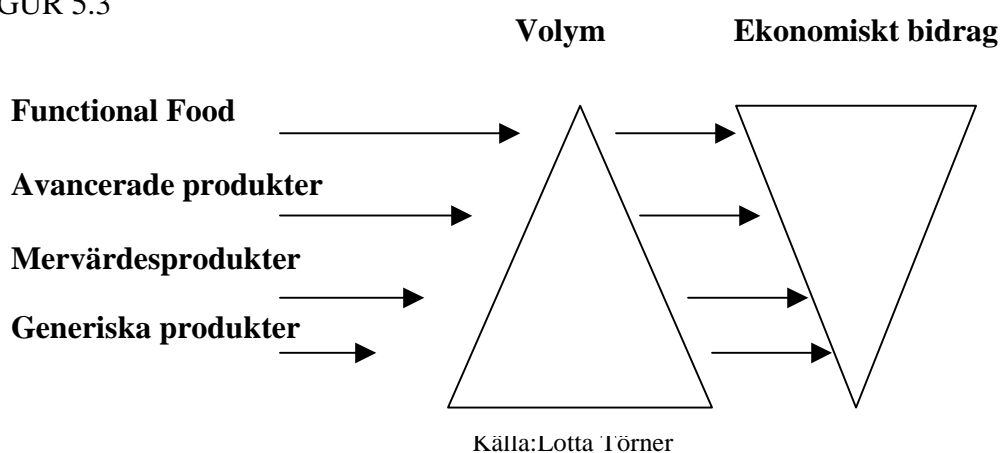 GUR 5.3
Volym Ekonomiskt bidrag
Functional Food
Avancerade produkter
Mervärdesprodukter
Generiska produkter
Källa:Lotta Törner